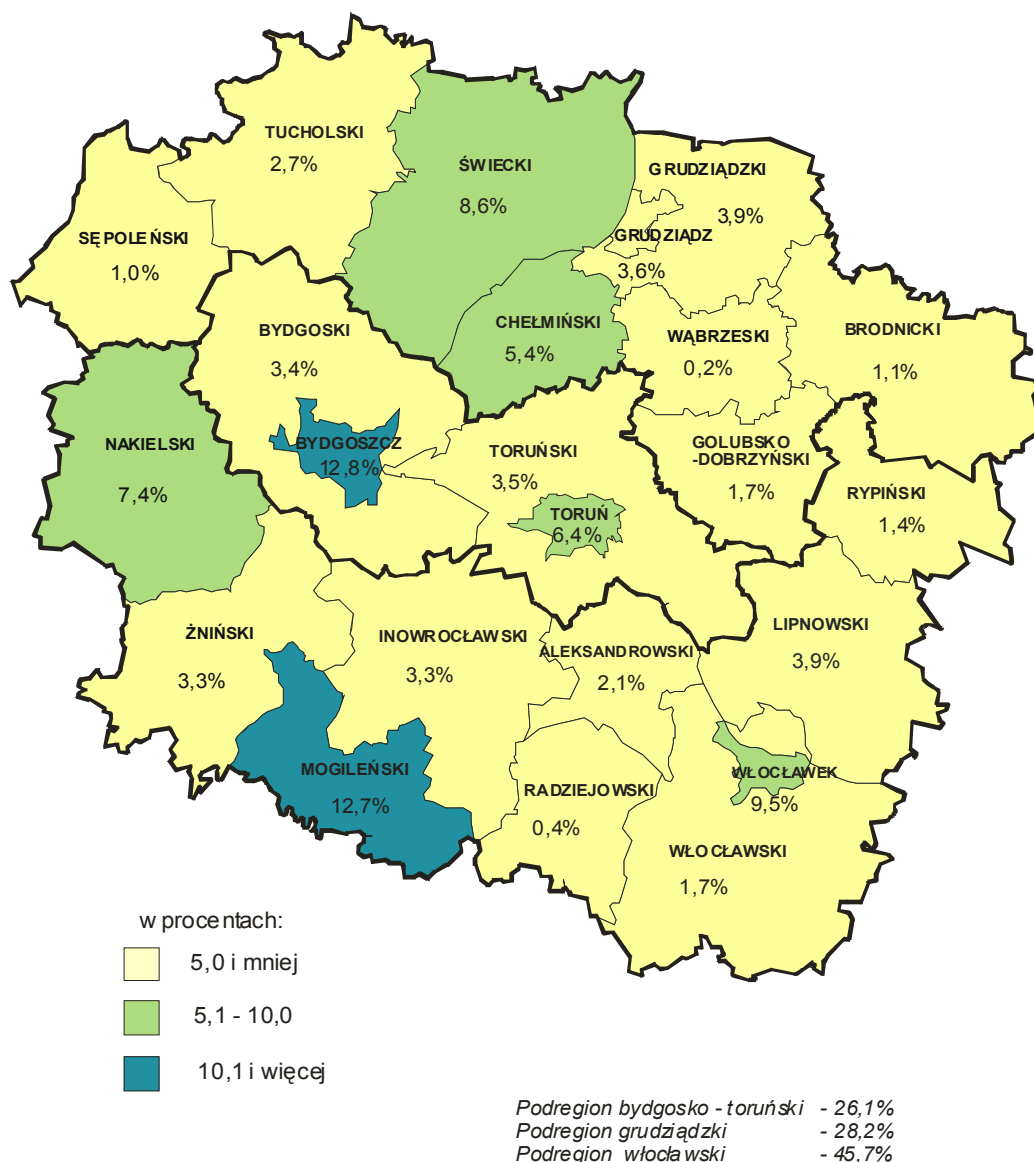 TUCHOLSKI
2,7%
ŚWIECKI
8,6%
GRUDZIĄDZKI
3,9%
GRUDZIĄDZ
3,6%
SĘPOLEŃSKI
1,0%
BYDGOSKI
3,4%
CHEŁMIŃSKI
5,4%
WĄBRZESKI
0,2%
BRODNICKI
1,1%
NAKIELSKI
7,4%
BYDGOSZCZ
12,8%
TORUŃSKI
3,5%
GOLUBSKO
-DOBRZYŃSKI
1,7%
RYPIŃSKI
1,4%
TORUŃ
6,4%
ŻNIŃSKI
3,3%
INOWROCŁAWSKI
3,3%
ALEKSANDROWSKI
2,1%
LIPNOWSKI
3,9%
MOGILEŃSKI
12,7%
RADZIEJOWSKI
0,4%
WŁOCŁAWEK
9,5%
WŁOCŁAWSKI
1,7%
w procentach:
5,0 i mniej
5,1 - 10,0
10,1 i więcej
Podregion bydgosko - toruński - 26,1%
Podregion grudziądzki - 28,2%
Podregion włocławski - 45,7%